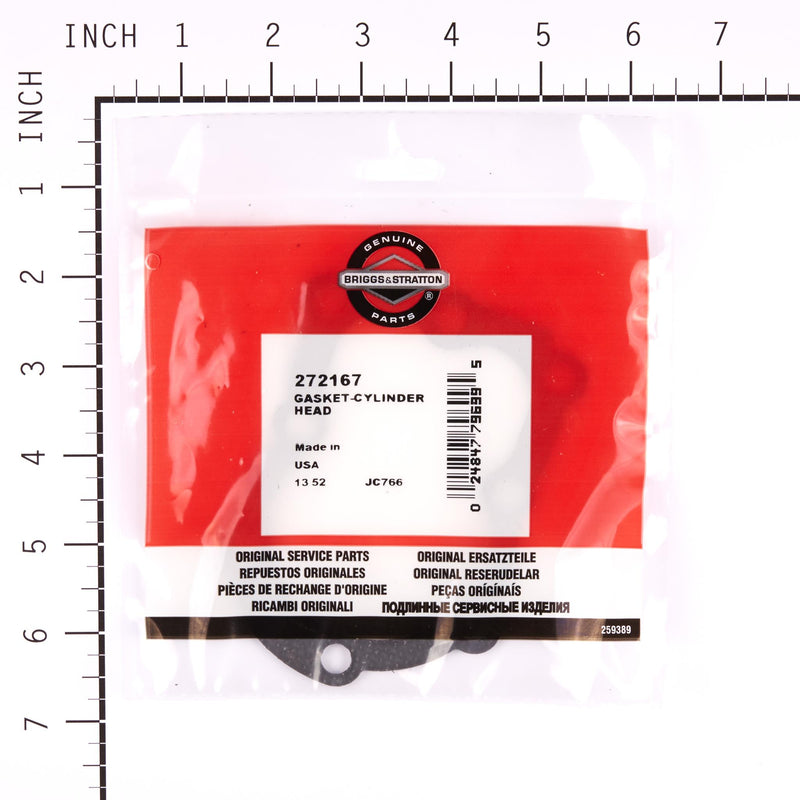 INCH 1 2 3 4 5 6 7
INCH
1
2
3
4
5
6
7
GENUINE
BRIGGS&STRATTON
®
PARTS
272167
GASKET-CYLINDER
HEAD
Made in
USA
13 52 JC766
0 24847 79699 5
ORIGINAL SERVICE PARTS
REPUESTOS ORIGINALES
PIÈCES DE RECHANGE D'ORIGINE
RICAMBI ORIGINALI
ORIGINAL ERSATZTEILE
ORIGINAL RESERUDELAR
PEÇAS ORÍGÍNAÍS
ПОДЛИННЫЕ СЕРВИСНЫЕ ИЗДЕЛИЯ
259389